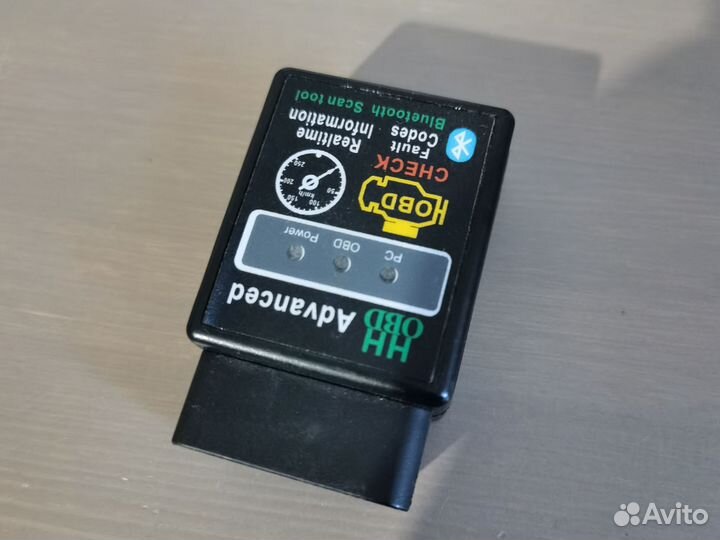 HH
OBD
Advanced
PC
OBD
Power
OBD
CHECK
100
150
km/h
50
200
250
Fault
Codes
Realtime
Information
Bluetooth Scan tool
Avito